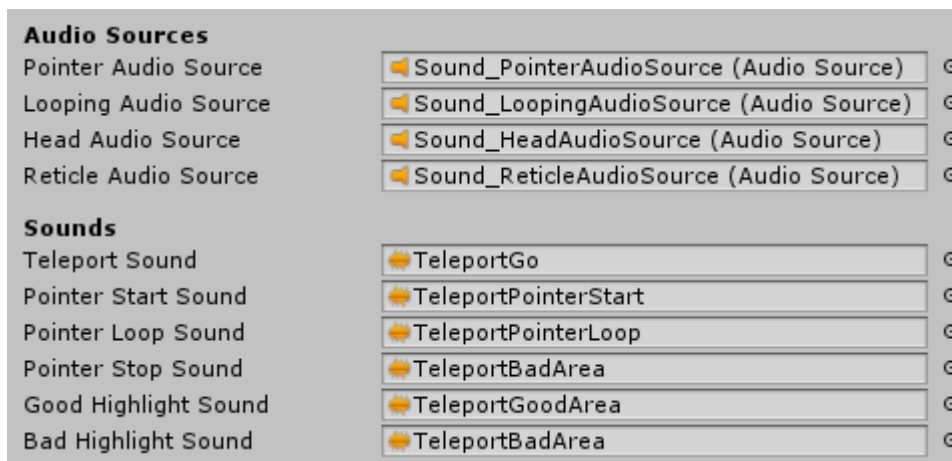 Audio Sources
Pointer Audio Source Sound_PointerAudioSource (Audio Source)
Looping Audio Source Sound_LoopingAudioSource (Audio Source)
Head Audio Source Sound_HeadAudioSource (Audio Source)
Reticle Audio Source Sound_ReticleAudioSource (Audio Source)
Sounds
Teleport Sound TeleportGo
Pointer Start Sound TeleportPointerStart
Pointer Loop Sound TeleportPointerLoop
Pointer Stop Sound TeleportBadArea
Good Highlight Sound TeleportGoodArea
Bad Highlight Sound TeleportBadArea